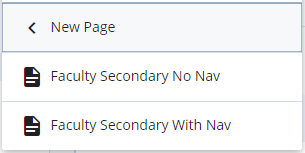 New Page
Faculty Secondary No Nav
Faculty Secondary With Nav